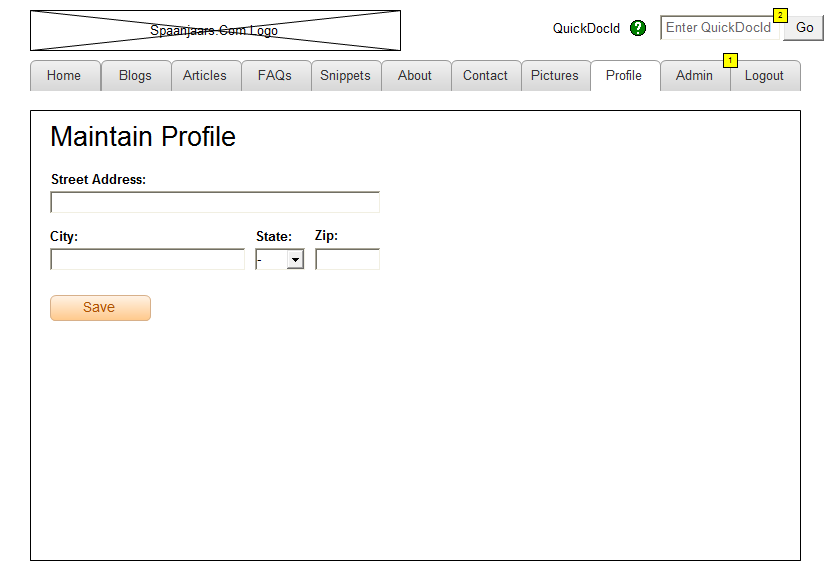 Spaanjaars.Com Logo
QuickDocId ? Enter QuickDocId 2 Go
Home Blogs Articles FAQs Snippets About Contact Pictures Profile Admin 1 Logout
Maintain Profile
Street Address:
City: State: Zip:
-
Save